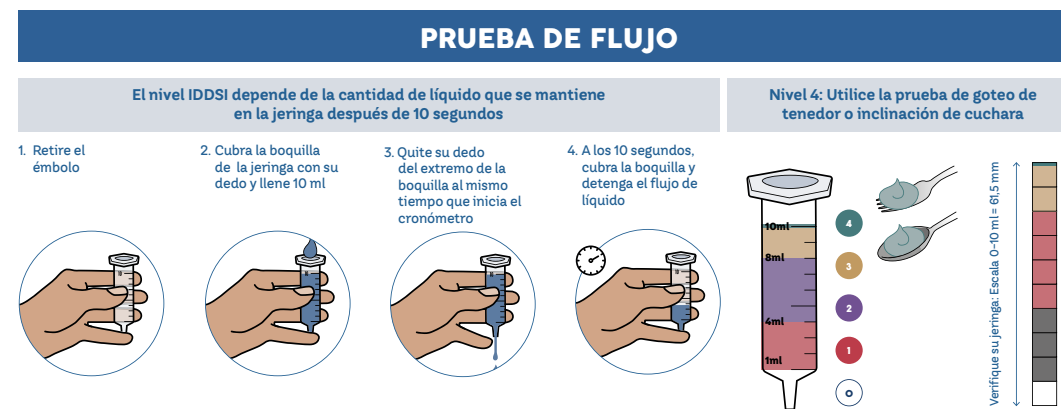 PRUEBA DE FLUJO
El nivel IDDSI depende de la cantidad de líquido que se mantiene
en la jeringa después de 10 segundos
Nivel 4: Utilice la prueba de goteo de
tenedor o inclinación de cuchara
1. Retire el
émbolo
2. Cubra la boquilla
de la jeringa con su
dedo y llene 10 ml
3. Quite su dedo
del extremo de la
boquilla al mismo
tiempo que inicia el
cronómetro
4. A los 10 segundos,
cubra la boquilla y
detenga el flujo de
líquido
10ml
8ml
4ml
1ml
4
3
2
1
0
Verifique su jeringa: Escala 0-10 ml = 61,5 mm